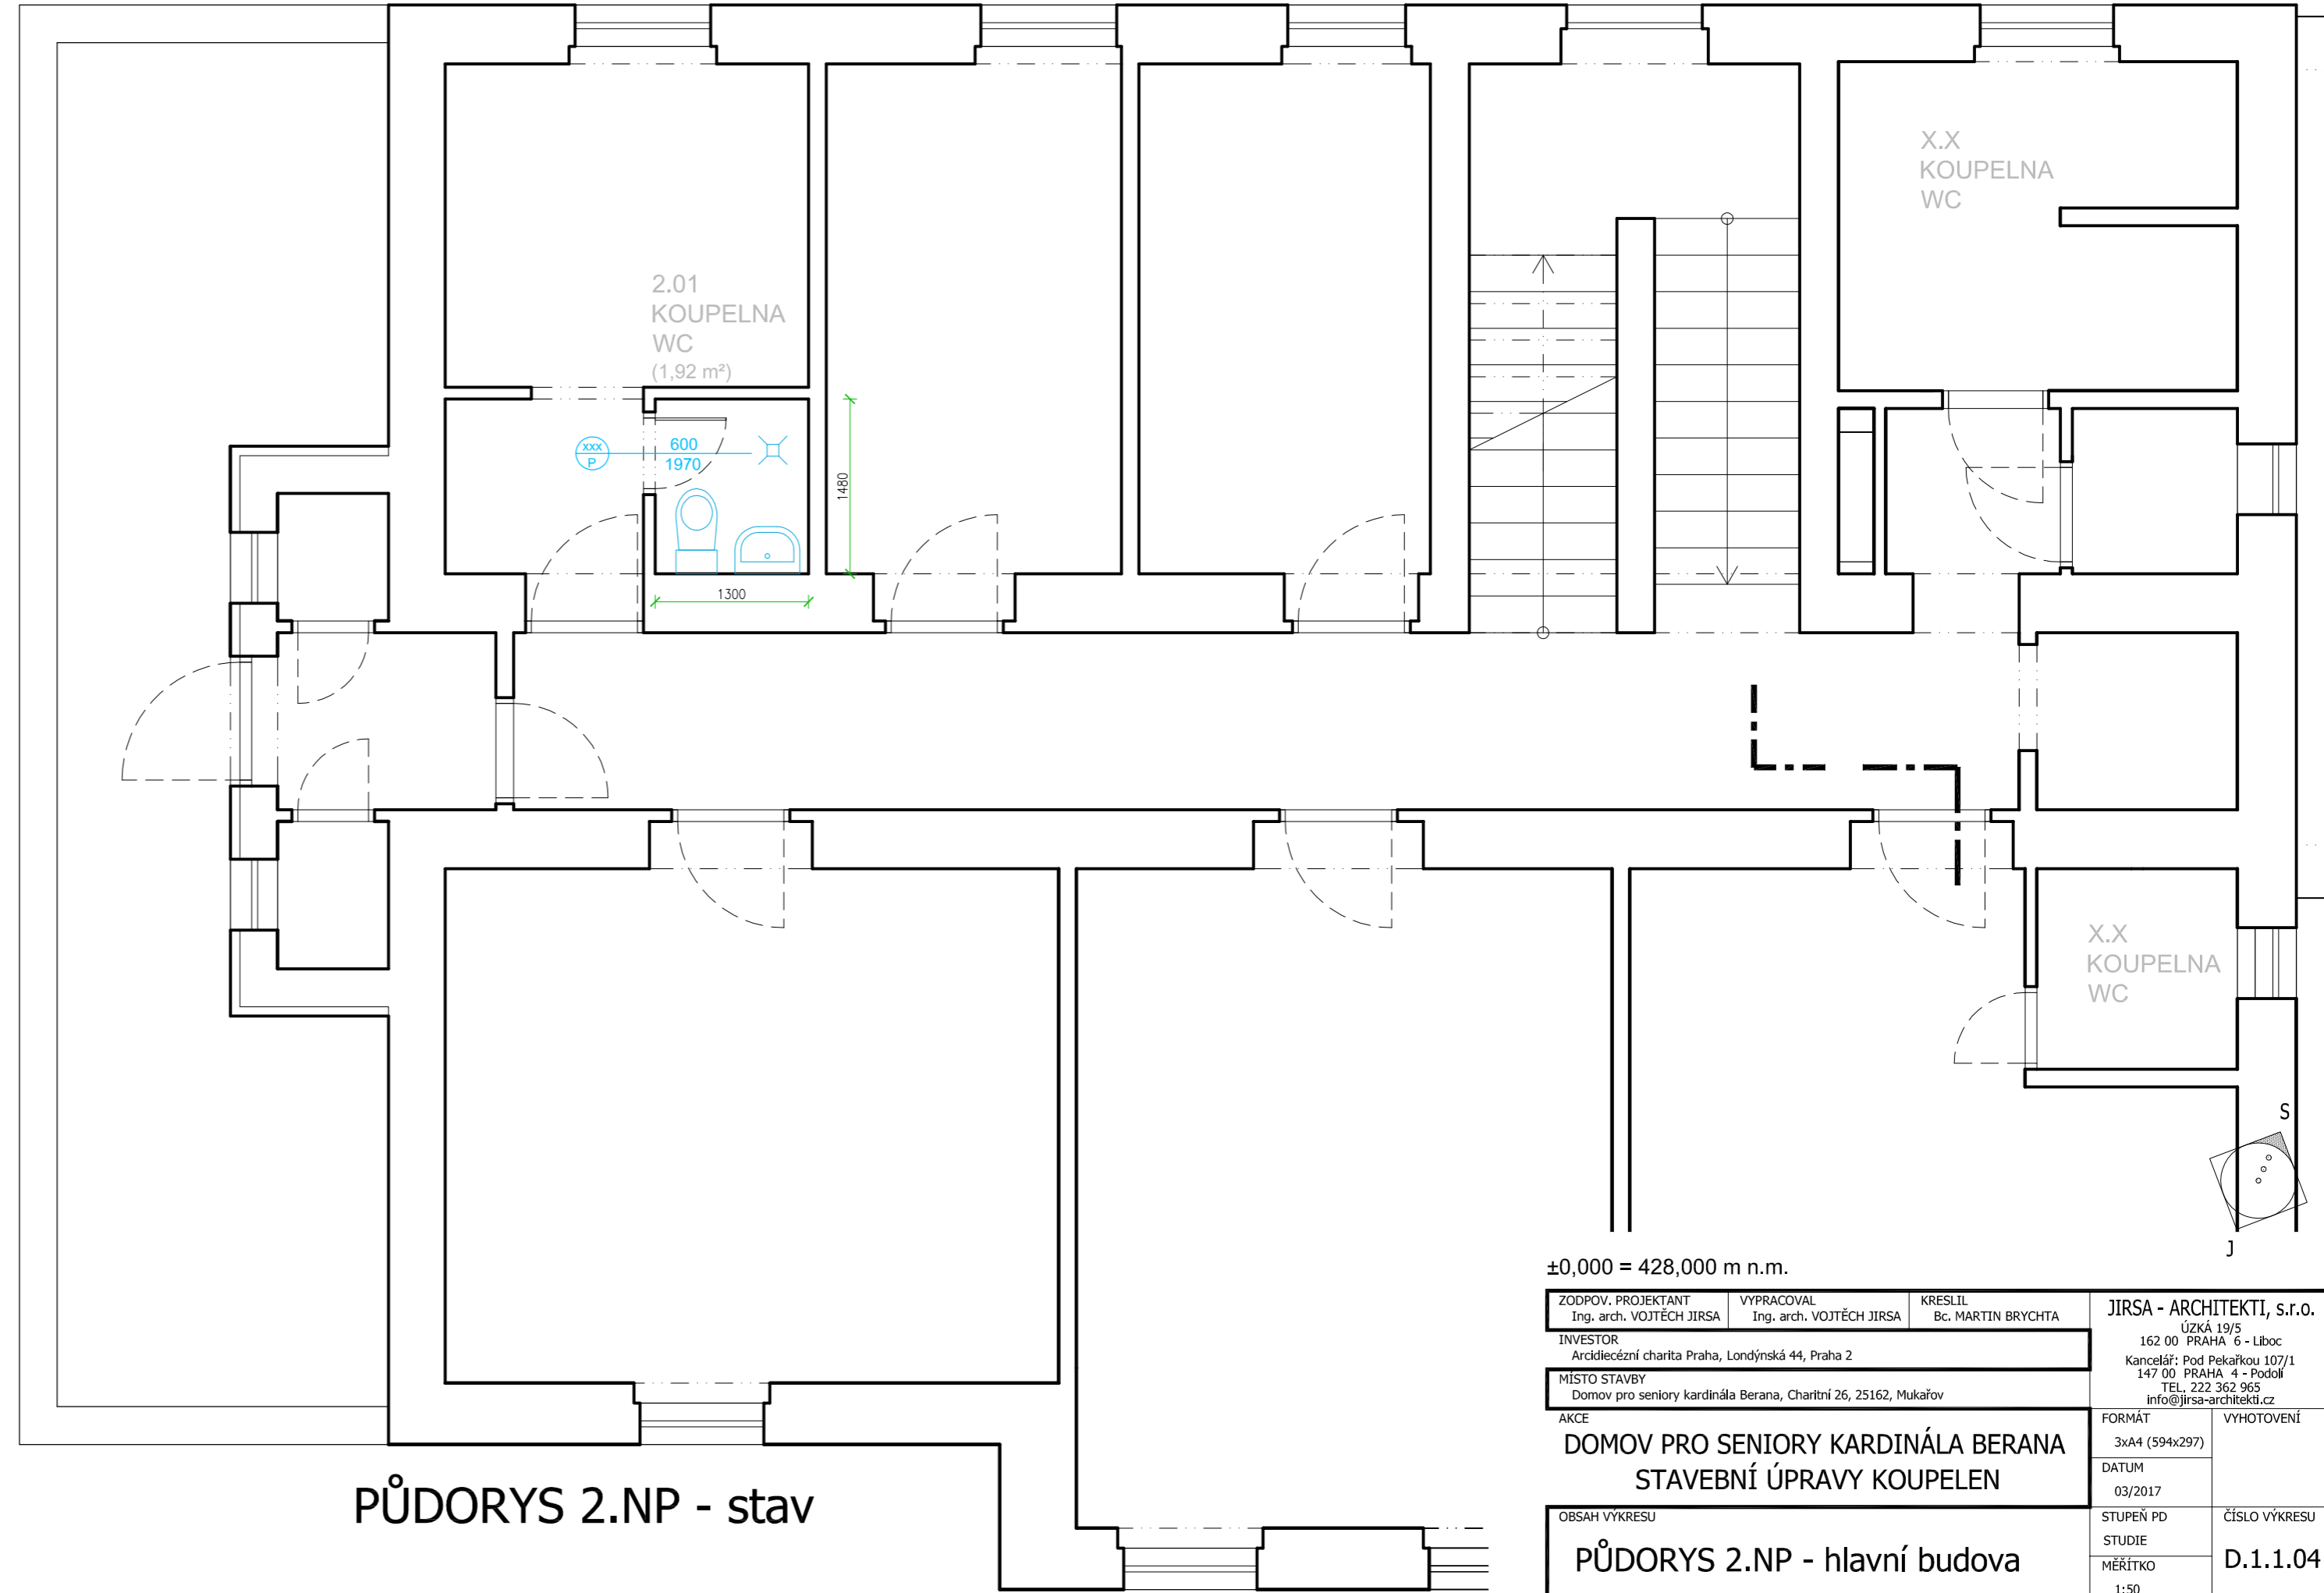 X.X
KOUPELNA
WC
2.01
KOUPELNA
WC
(1,92 m²)
xxx
P
600
1970
1480
1300
X.X
KOUPELNA
WC
S
J
±0,000 = 428,000 m n.m.
ZODPOV. PROJEKTANT
Ing. arch. VOJTĚCH JIRSA
VYPRACOVAL
Ing. arch. VOJTĚCH JIRSA
KRESLIL
Bc. MARTIN BRYCHTA
JIRSA - ARCHITEKTI, s.r.o.
ÚZKÁ 19/5
162 00 PRAHA 6 - Liboc
Kancelář: Pod Pekařkou 107/1
147 00 PRAHA 4 - Podolí
TEL. 222 362 965
info@jirsa-architekti.cz
INVESTOR
Arcidiecézní charita Praha, Londýnská 44, Praha 2
MÍSTO STAVBY
Domov pro seniory kardinála Berana, Charitní 26, 25162, Mukařov
AKCE
DOMOV PRO SENIORY KARDINÁLA BERANA
STAVEBNÍ ÚPRAVY KOUPELEN
FORMÁT
3xA4 (594x297)
VYHOTOVENÍ
DATUM
03/2017
OBSAH VÝKRESU
PŮDORYS 2.NP - hlavní budova
STUPEŇ PD
STUDIE
ČÍSLO VÝKRESU
D.1.1.04
MĚŘÍTKO
1:50
PŮDORYS 2.NP - stav